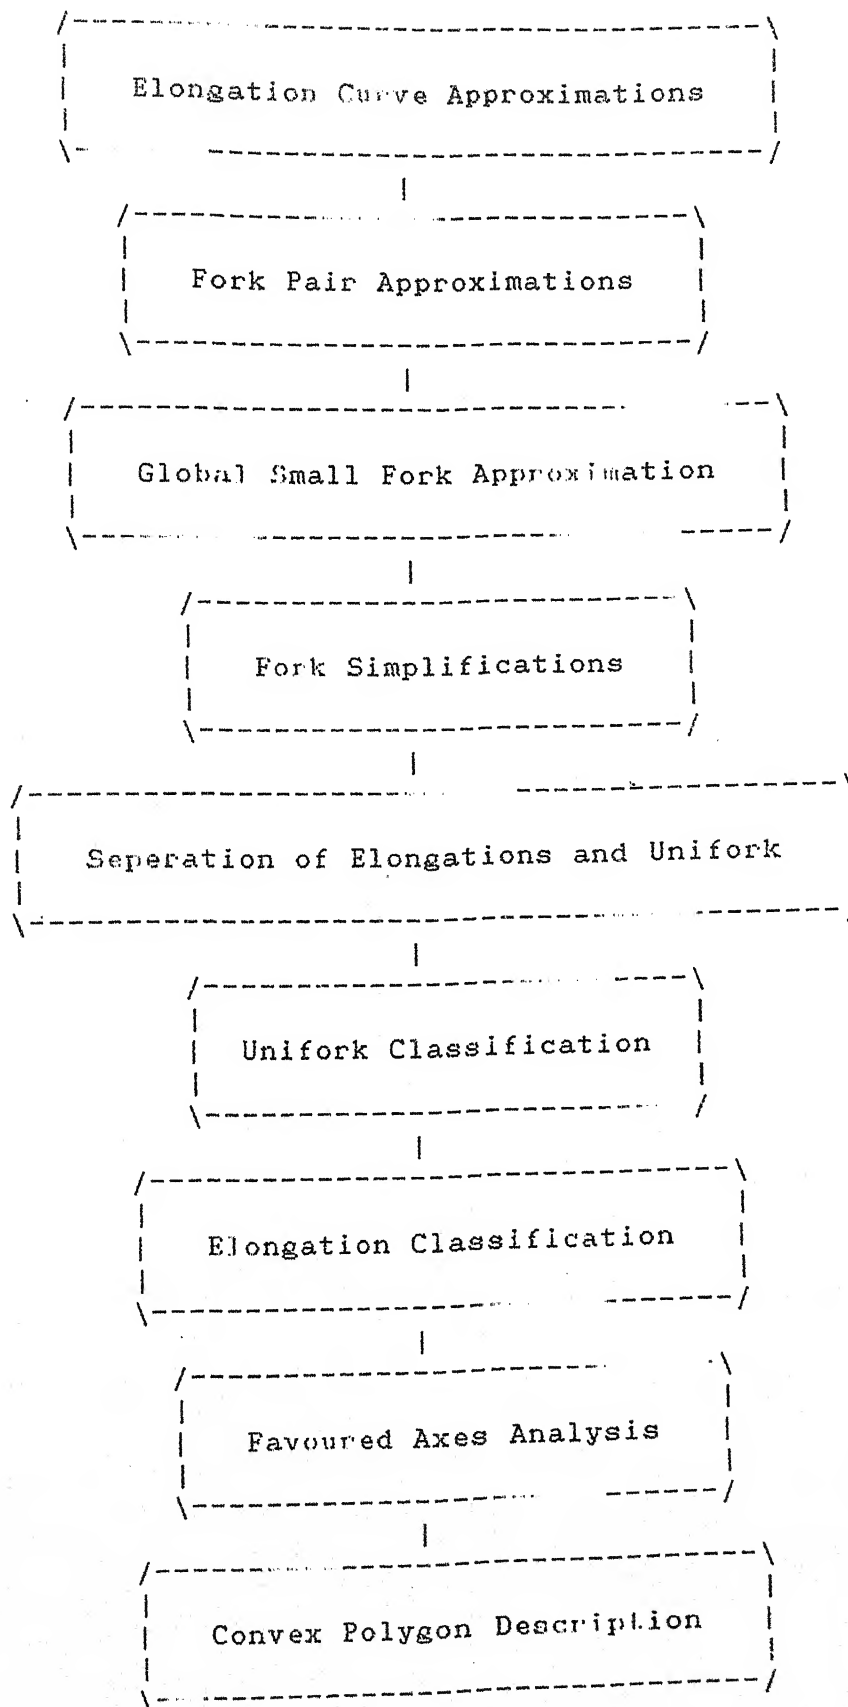 Elongation Curve Approximations
Fork Pair Approximations
Global Small Fork Approximation
Fork Simplifications
Seperation of Elongations and Unifork
Unifork Classification
Elongation Classification
Favoured Axes Analysis
Convex Polygon Description